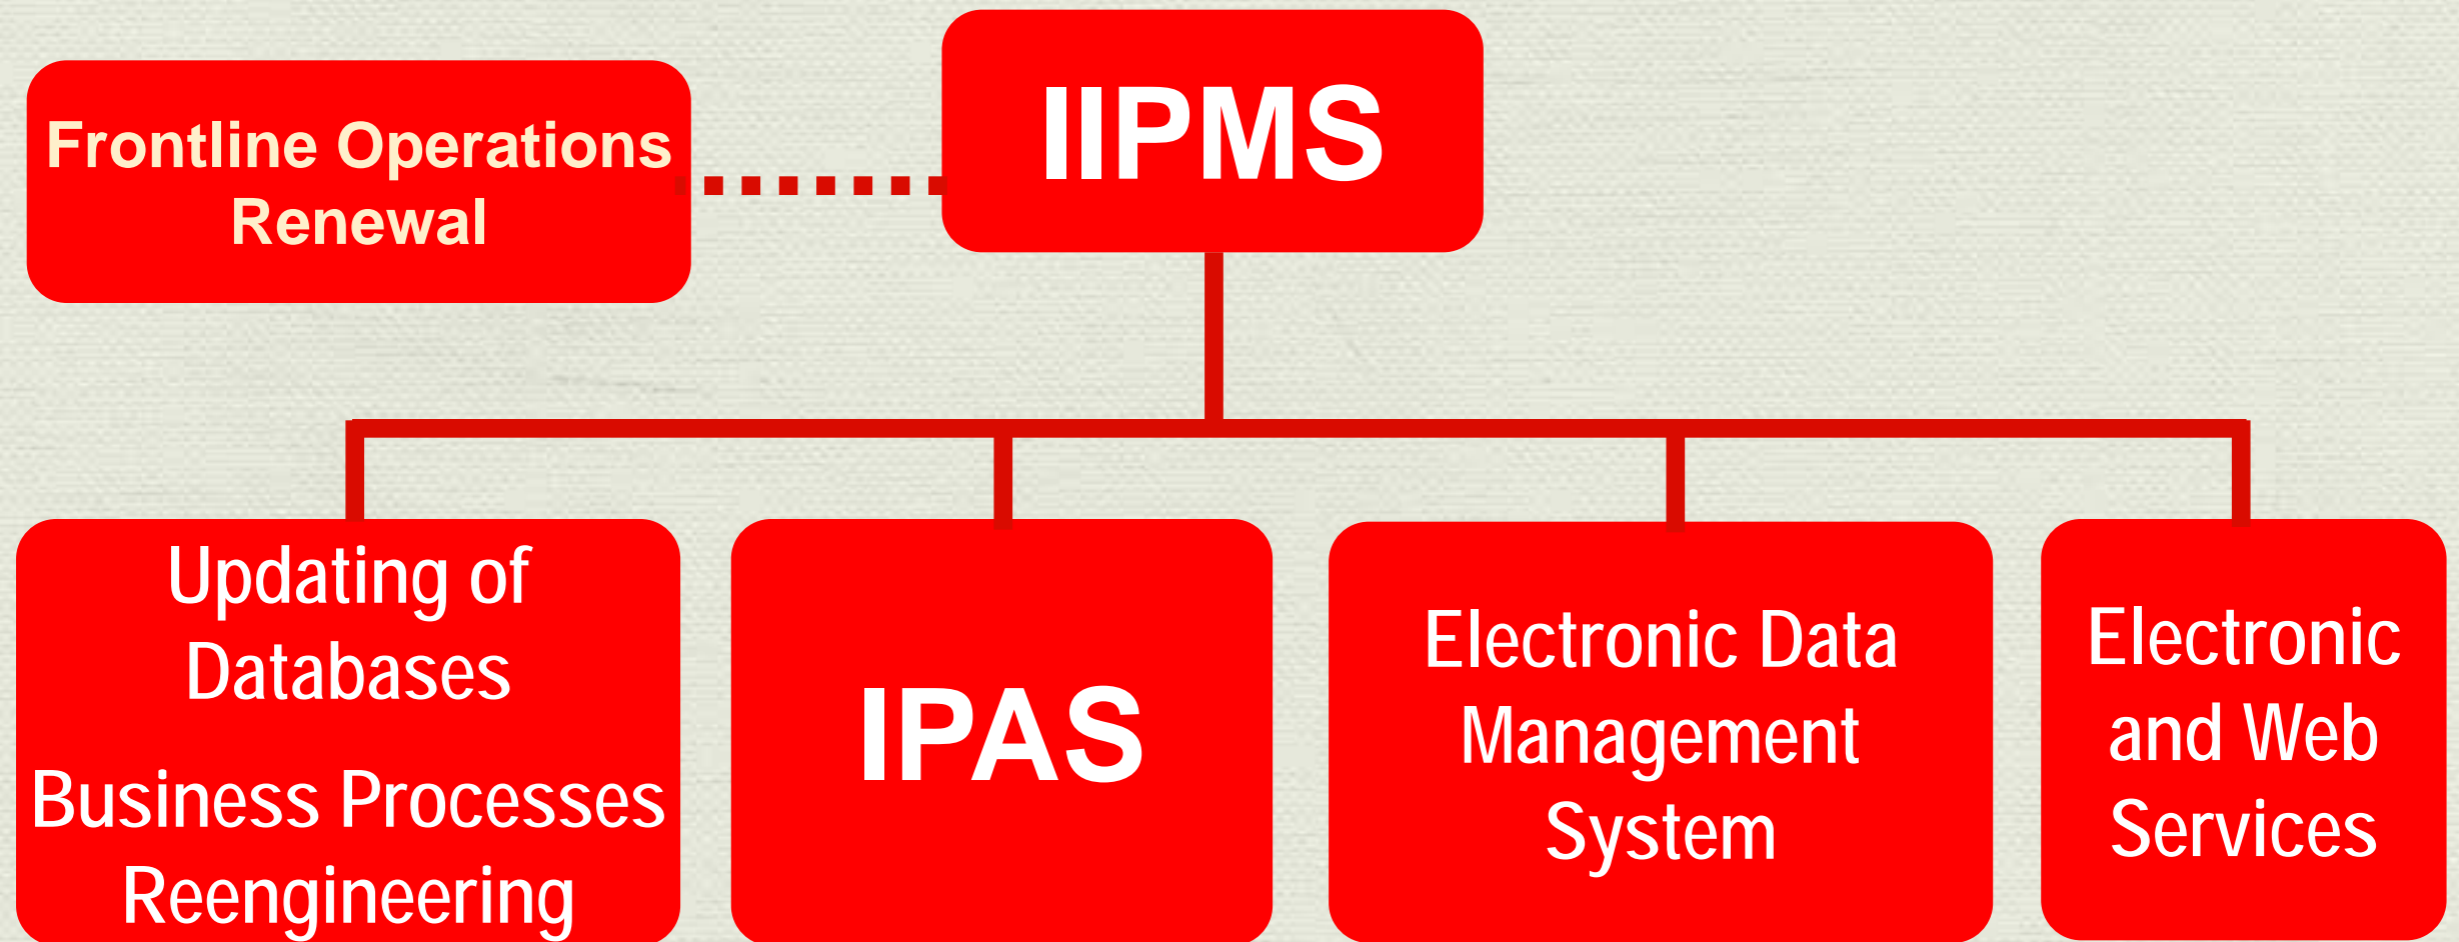 Frontline Operations
Renewal
IIPMS
Updating of
Databases
Business Processes
Reengineering
IPAS
Electronic Data
Management
System
Electronic
and Web
Services